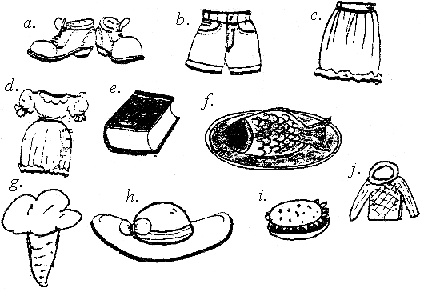 a. b. c.
d. e. f.
g. h. i. j.